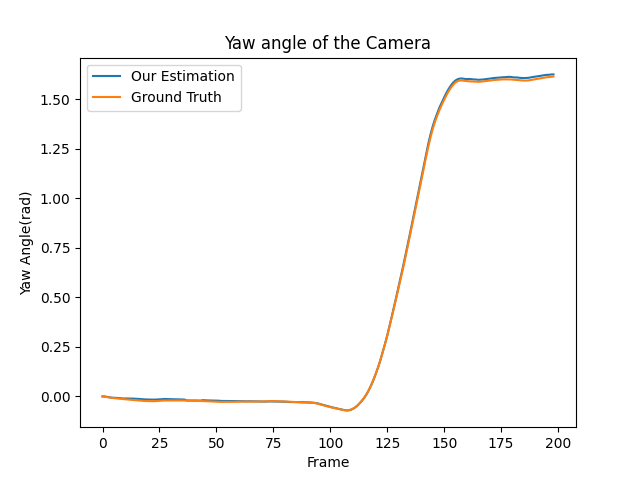 Yaw angle of the Camera
Our Estimation
Ground Truth
1.50
1.25
1.00
0.75
0.50
0.25
0.00
Yaw Angle(rad)
0 25 50 75 100 125 150 175 200
Frame